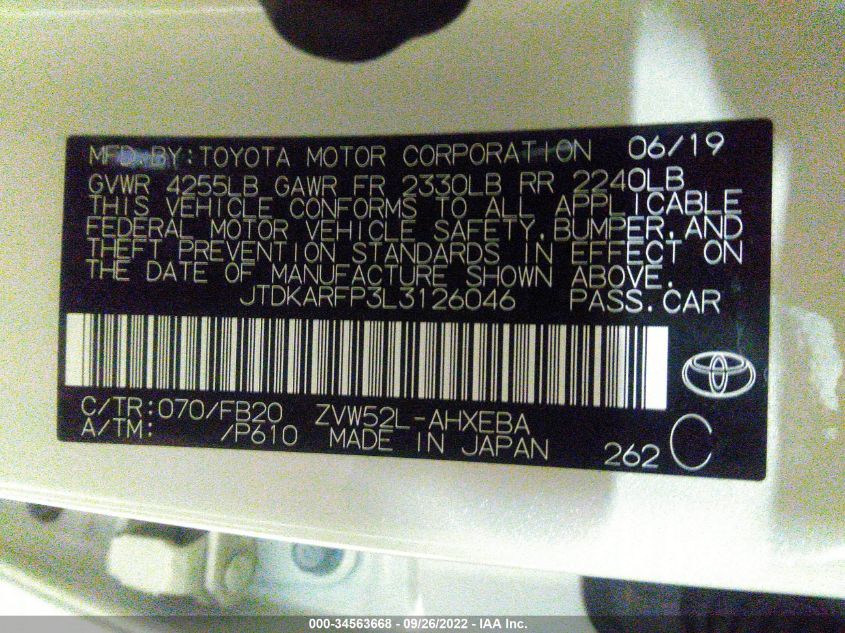 MFD.BY:TOYOTA MOTOR CORPORATION 06/19
GVWR 4255LB GAWR FR 2330LB RR 2240LB
THIS VEHICLE CONFORMS TO ALL APPLICABLE
FEDERAL MOTOR VEHICLE SAFETY,BUMPER,AND
THEFT PREVENTION STANDARDS IN EFFECT ON
THE DATE OF MANUFACTURE SHOWN ABOVE.
JTDKARFP3L3126046 PASS.CAR
C/TR:070/FB20 ZVW52L-AHXEBA
A/TM: /P610 MADE IN JAPAN 262 C
000-34563668 - 09/26/2022 - IAA Inc.